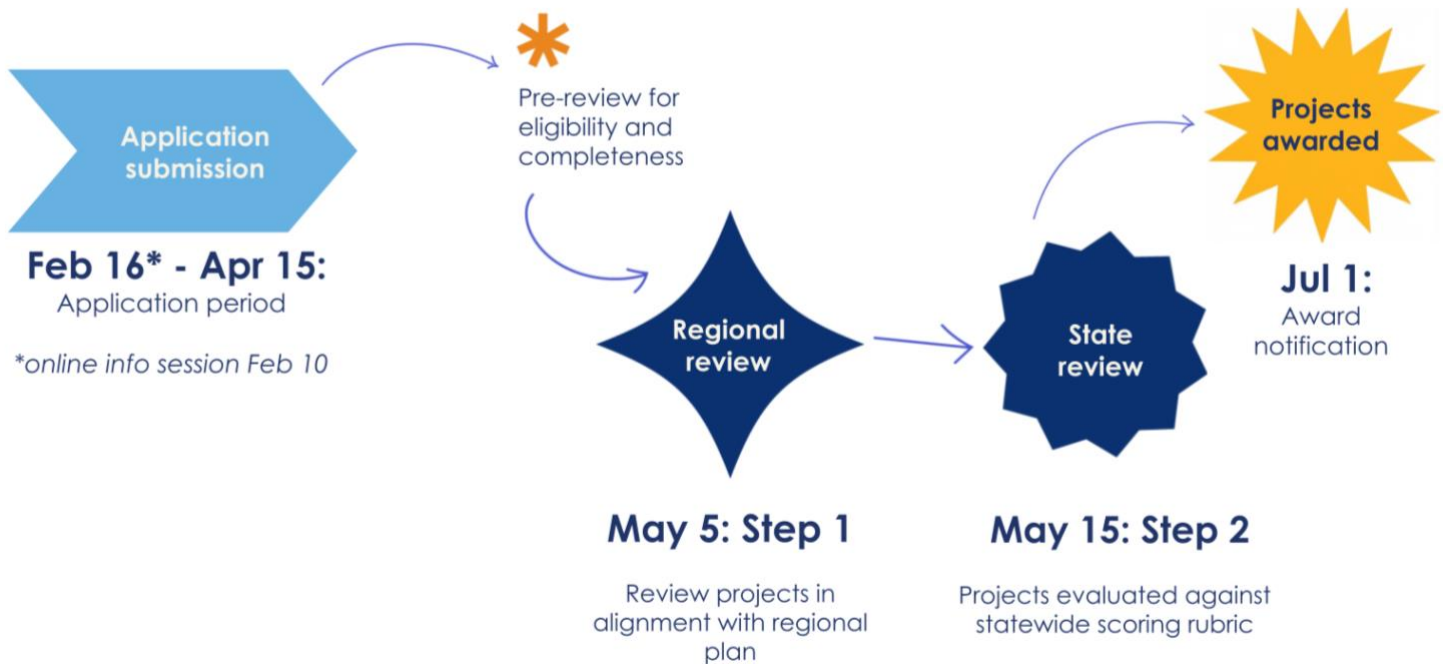 Application
submission
Feb 16* - Apr 15:
Application period
*online info session Feb 10
Pre-review for
eligibility and
completeness
Regional
review
May 5: Step 1
Review projects in
alignment with regional
plan
State
review
May 15: Step 2
Projects evaluated against
statewide scoring rubric
Projects
awarded
Jul 1:
Award
notification